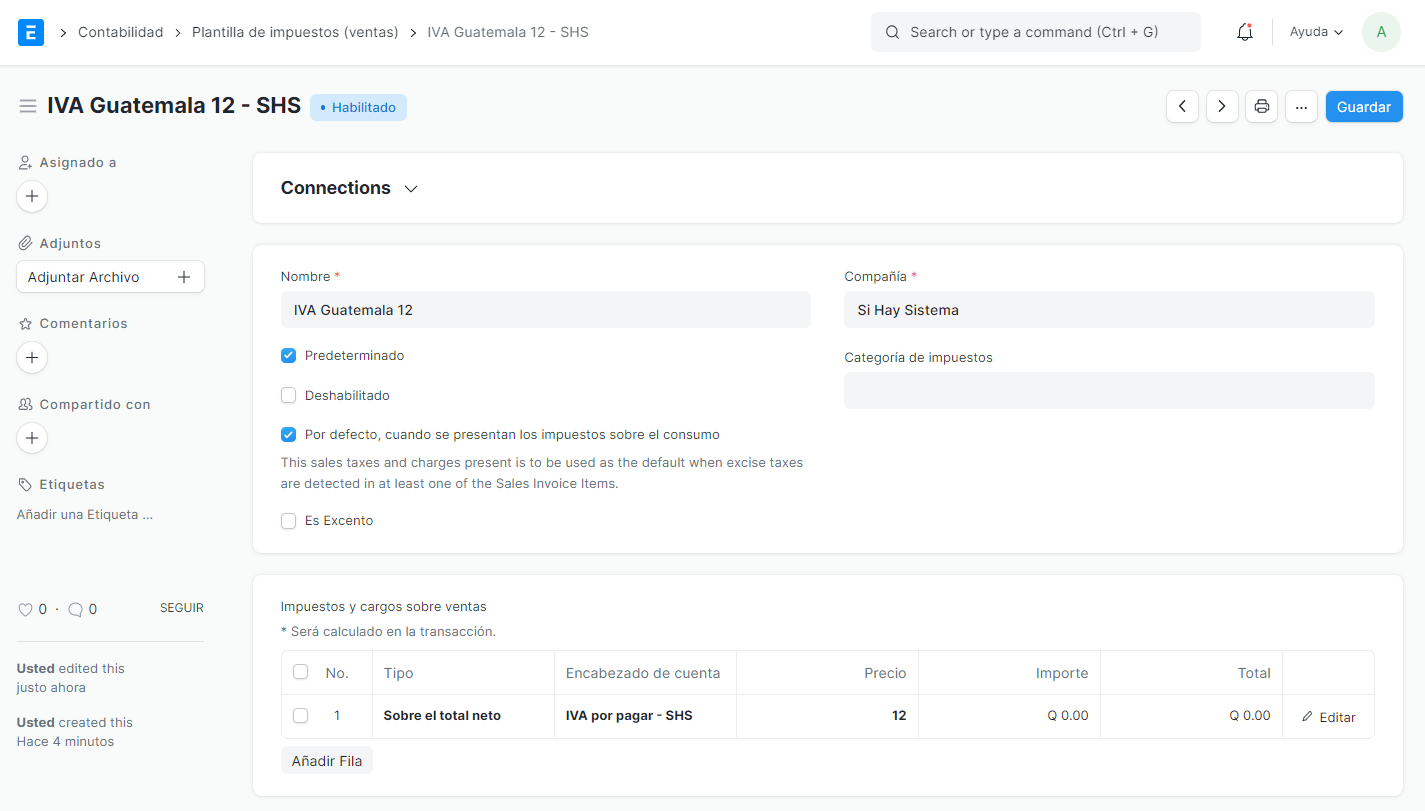 E
Contabilidad
Plantilla de impuestos (ventas)
IVA Guatemala 12 - SHS
Search or type a command (Ctrl + G)
Ayuda
A
IVA Guatemala 12 - SHS
Habilitado
Guardar
Asignado a
Adjuntos
Adjuntar Archivo
Comentarios
Compartido con
Etiquetas
Añadir una Etiqueta ...
0 · 0
SEGUIR
Usted edited this
justo ahora
Usted created this
Hace 4 minutos
Connections
Nombre *
IVA Guatemala 12
Predeterminado
Deshabilitado
Por defecto, cuando se presentan los impuestos sobre el consumo
This sales taxes and charges present is to be used as the default when excise taxes
are detected in at least one of the Sales Invoice Items.
Es Excento
Compañía *
Si Hay Sistema
Categoría de impuestos
Impuestos y cargos sobre ventas
* Será calculado en la transacción.
No. Tipo Encabezado de cuenta Precio Importe Total
1 Sobre el total neto IVA por pagar - SHS 12 Q 0.00 Q 0.00 Editar
Añadir Fila